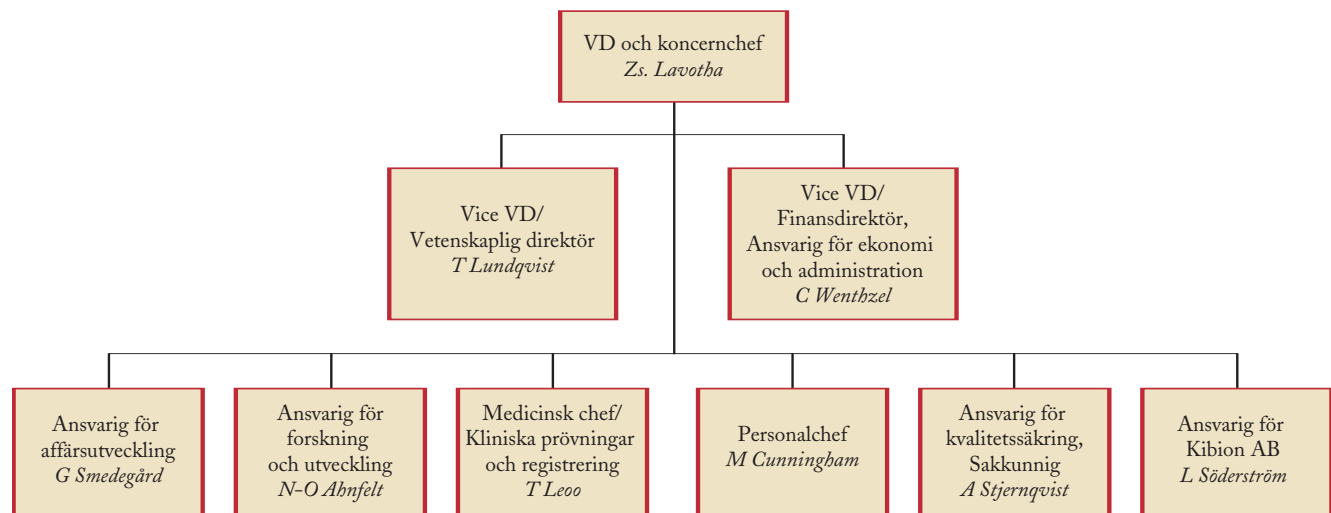 VD och koncernchef
Zs. Lavotha
Vice VD/
Vetenskaplig direktör
T Lundqvist
Vice VD/
Finansdirektör,
Ansvarig för ekonomi
och administration
C Wenthzel
Ansvarig för
affärsutveckling
G Smedegård
Ansvarig för
forskning
och utveckling
N-O Ahnfelt
Medicinsk chef/
Kliniska prövningar
och registrering
T Leoo
Personalchef
M Cunningham
Ansvarig för
kvalitetssäkring,
Sakkunnig
A Stjernqvist
Ansvarig för
Kibion AB
L Söderström